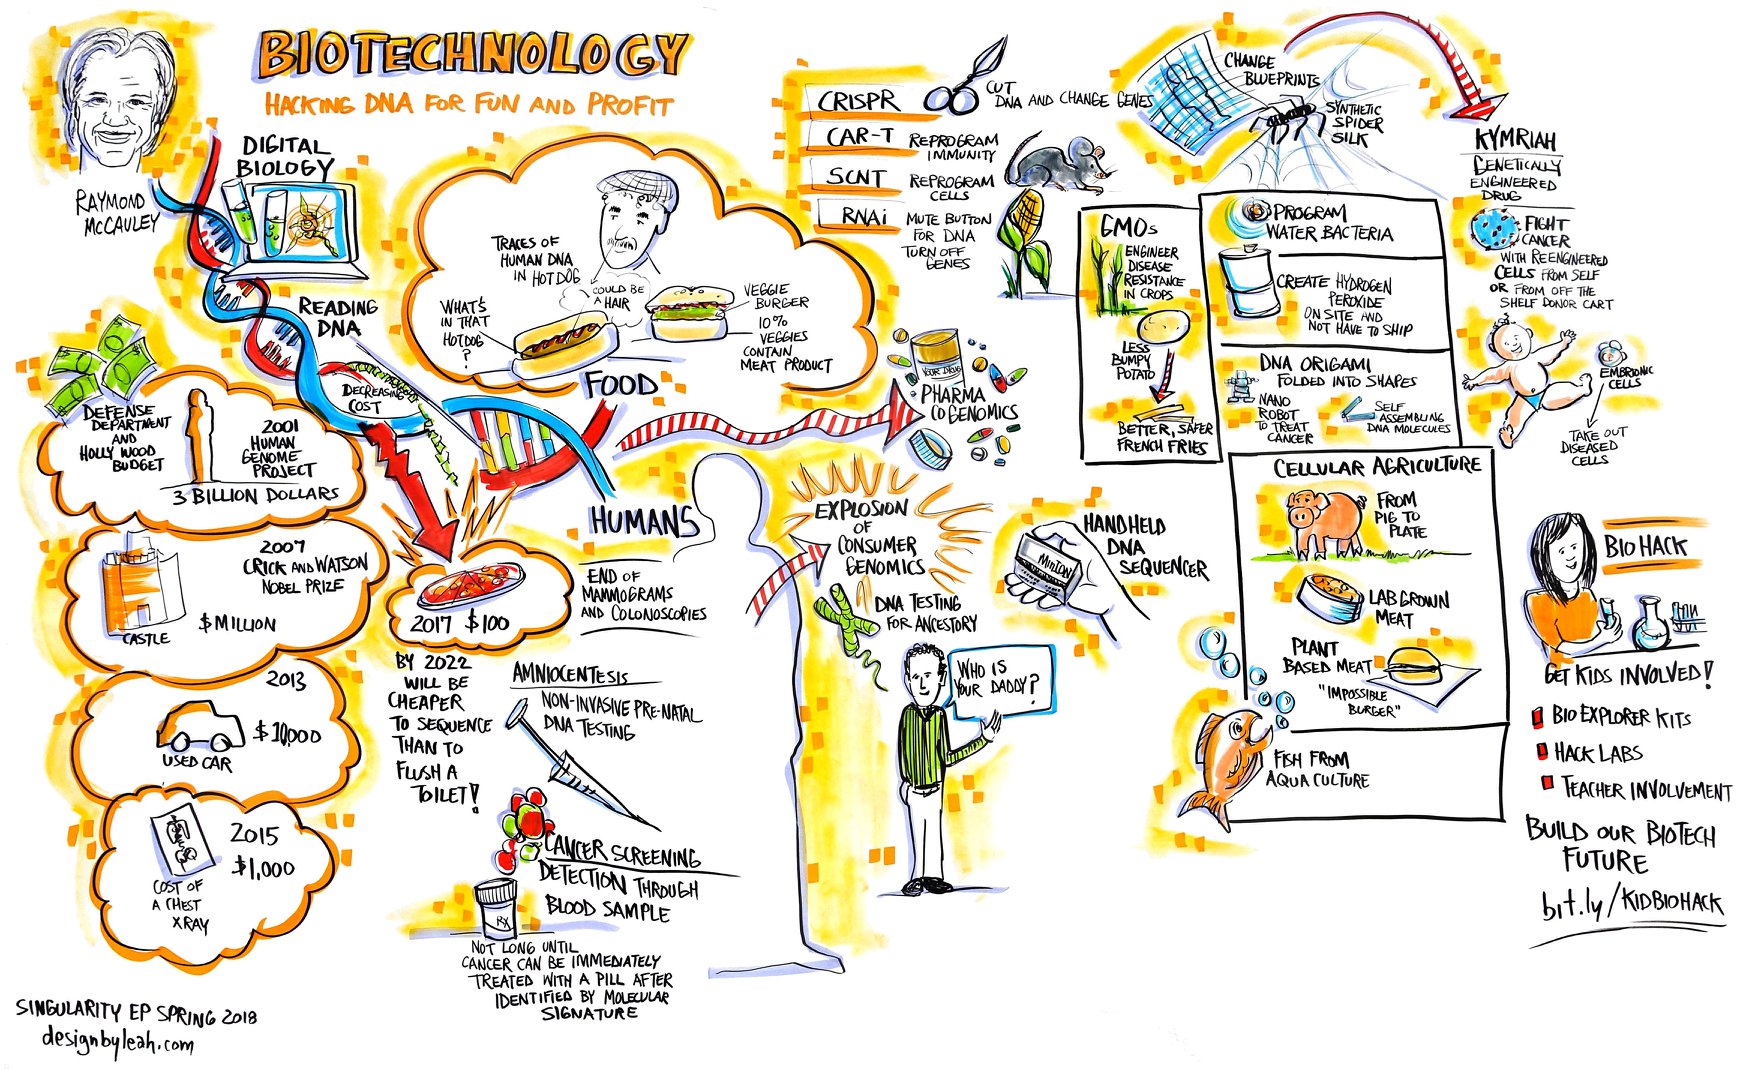 BIOTECHNOLOGY
HACKING DNA FOR FUN AND PROFIT
RAYMOND
MCCAULEY
DIGITAL
BIOLOGY
READING
DNA
DECREASING
COST
DEFENSE
DEPARTMENT
AND
HOLLYWOOD
BUDGET
2001
HUMAN
GENOME
PROJECT
3 BILLION DOLLARS
2007
CRICK AND WATSON
NOBEL PRIZE
CASTLE
$ MILLION
2013
$10,000
USED CAR
2015
$1,000
COST OF
A CHEST
XRAY
2017 $100
BY 2022
WILL BE
CHEAPER
TO SEQUENCE
THAN TO
FLUSH A
TOILET!
TRACES OF
HUMAN DNA
IN HOT DOG
COULD BE
A HAIR
WHAT'S
IN THAT
HOTDOG
?
VEGGIE
BURGER
10%
VEGGIES
CONTAIN
MEAT PRODUCT
FOOD
HUMANS
END OF
MAMMOGRAMS
AND COLONOSCOPIES
AMNIOCENTESIS
NON-INVASIVE PRE-NATAL
DNA TESTING
CANCER SCREENING
DETECTION THROUGH
BLOOD SAMPLE
RX
NOT LONG UNTIL
CANCER CAN BE IMMEDIATELY
TREATED WITH A PILL AFTER
IDENTIFIED BY MOLECULAR
SIGNATURE
YOUR DRUG
PHARMA
COGENOMICS
EXPLOSION
OF
CONSUMER
GENOMICS
DNA TESTING
FOR ANCESTORY
WHO IS
YOUR DADDY?
MINION
HANDHELD
DNA
SEQUENCER
CRISPR
CUT
DNA AND CHANGE GENES
CAR-T
REPROGRAM
IMMUNITY
SCNT
REPROGRAM
CELLS
RNAi
MUTE BUTTON
FOR DNA
TURN OFF
GENES
CHANGE
BLUEPRINTS
SYNTHETIC
SPIDER
SILK
GMOs
ENGINEER
DISEASE
RESISTANCE
IN CROPS
LESS
BUMPY
POTATO
BETTER, SAFER
FRENCH FRIES
PROGRAM
WATER BACTERIA
CREATE HYDROGEN
PEROXIDE
ON SITE AND
NOT HAVE TO SHIP
DNA ORIGAMI
FOLDED INTO SHAPES
NANO
ROBOT
TO TREAT
CANCER
SELF
ASSEMBLING
DNA MOLECULES
CELLULAR AGRICULTURE
FROM
PIG TO
PLATE
LAB GROWN
MEAT
PLANT
BASED MEAT
"IMPOSSIBLE
BURGER"
FISH FROM
AQUACULTURE
KYMRIAH
GENETICALLY
ENGINEERED
DRUG
FIGHT
CANCER
WITH REENGINEERED
CELLS FROM SELF
OR FROM OFF THE
SHELF DONOR CART
EMBRIONIC
CELLS
TAKE OUT
DISEASED
CELLS
BIOHACK
GET KIDS INVOLVED!
BIO EXPLORER KITS
HACK LABS
TEACHER INVOLVEMENT
BUILD OUR BIOTECH
FUTURE
bit.ly/KIDBIOHACK
SINGULARITY EP SPRING 2018
designbyleah.com